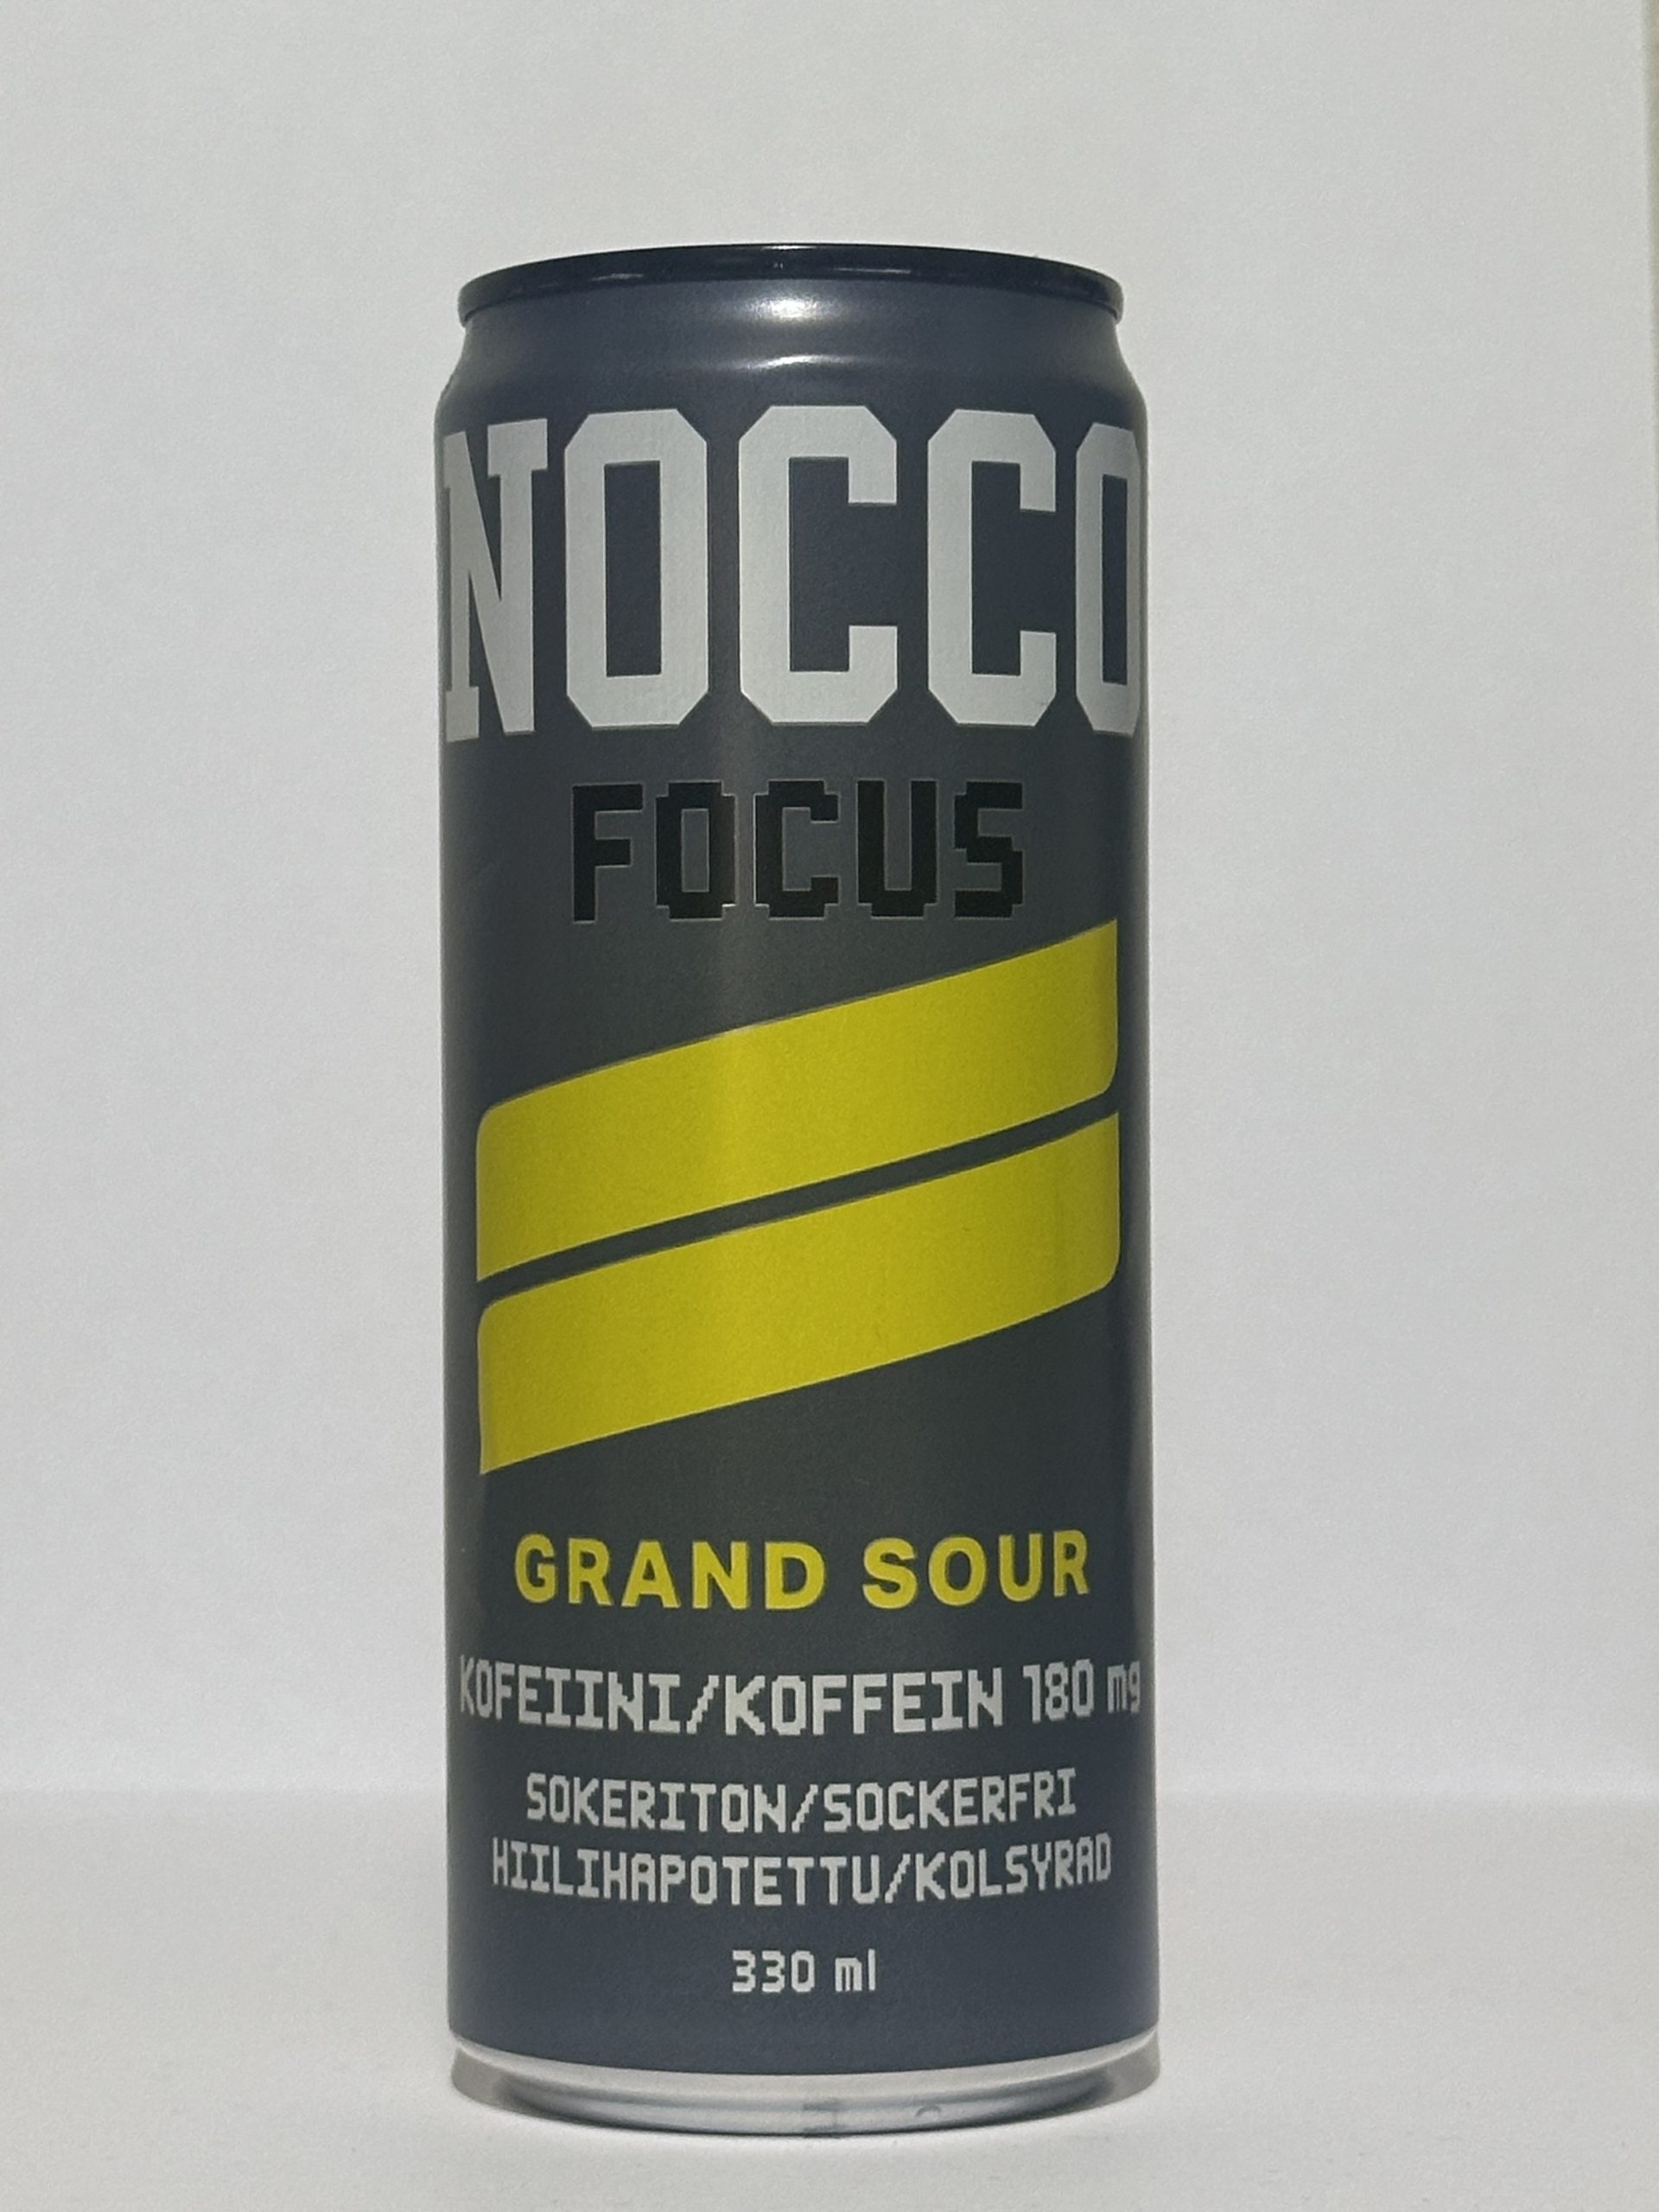 NOCCO
FOCUS
GRAND SOUR
KOFEIINI/KOFFEIN 180 mg
SOKERITON/SOCKERFRI
HIILIHAPOTETTU/KOLSYRAD
330 ml